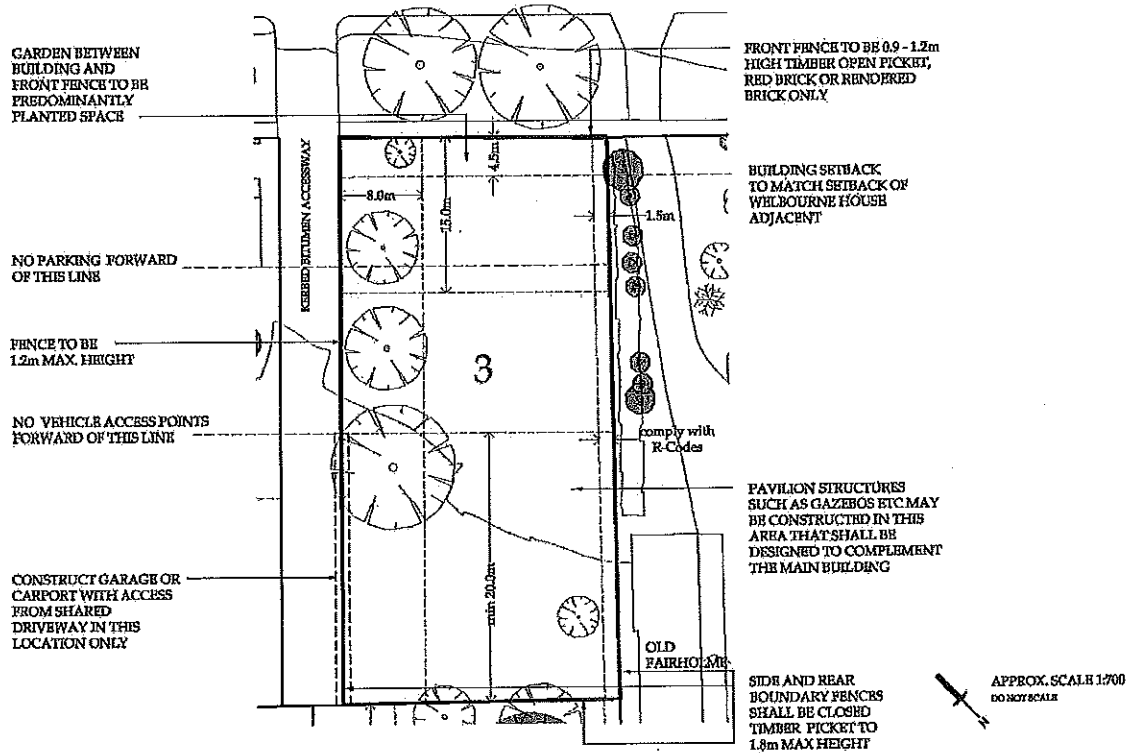 GARDEN BETWEEN
BUILDING AND
FRONT FENCE TO BE
PREDOMINANTLY
PLANTED SPACE
NO PARKING FORWARD
OF THIS LINE
FENCE TO BE
1.2m MAX. HEIGHT
NO VEHICLE ACCESS POINTS
FORWARD OF THIS LINE
CONSTRUCT GARAGE OR
CARPORT WITH ACCESS
FROM SHARED
DRIVEWAY IN THIS
LOCATION ONLY
KERBED BITUMEN ACCESSWAY
4.5m
8.0m
15.0m
1.5m
3
comply with
R-Codes
min 20.0m
OLD
FAIRHOLME
FRONT FENCE TO BE 0.9 - 1.2m
HIGH TIMBER OPEN PICKET,
RED BRICK OR RENDERED
BRICK ONLY
BUILDING SETBACK
TO MATCH SETBACK OF
WELBOURNE HOUSE
ADJACENT
PAVILION STRUCTURES
SUCH AS GAZEBOS ETC MAY
BE CONSTRUCTED IN THIS
AREA THAT SHALL BE
DESIGNED TO COMPLEMENT
THE MAIN BUILDING
SIDE AND REAR
BOUNDARY FENCES
SHALL BE CLOSED
TIMBER PICKET TO
1.8m MAX HEIGHT
N
APPROX. SCALE 1:700
DO NOT SCALE